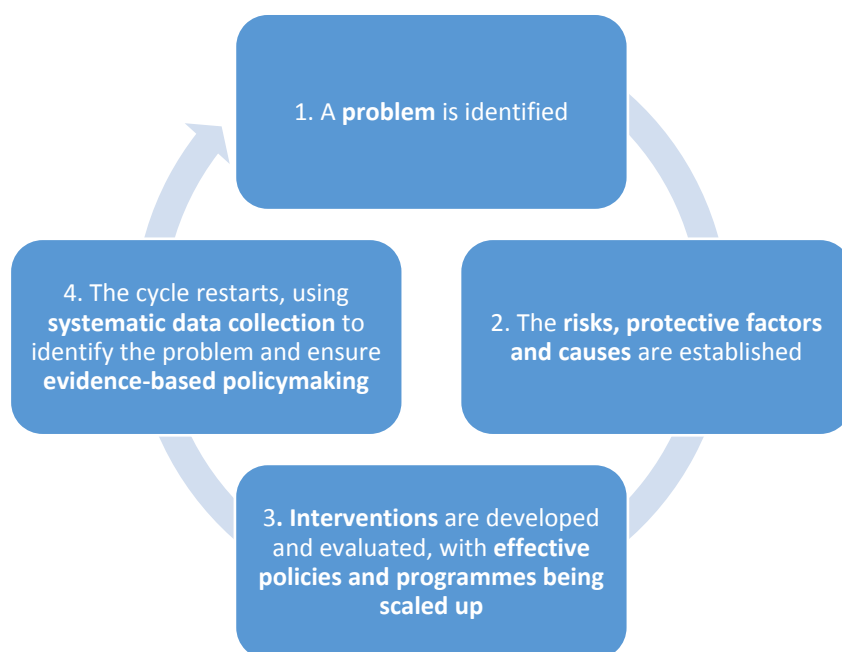 1. A problem is identified
2. The risks, protective factors
and causes are established
3. Interventions are developed
and evaluated, with effective
policies and programmes being
scaled up
4. The cycle restarts, using
systematic data collection to
identify the problem and ensure
evidence-based policymaking